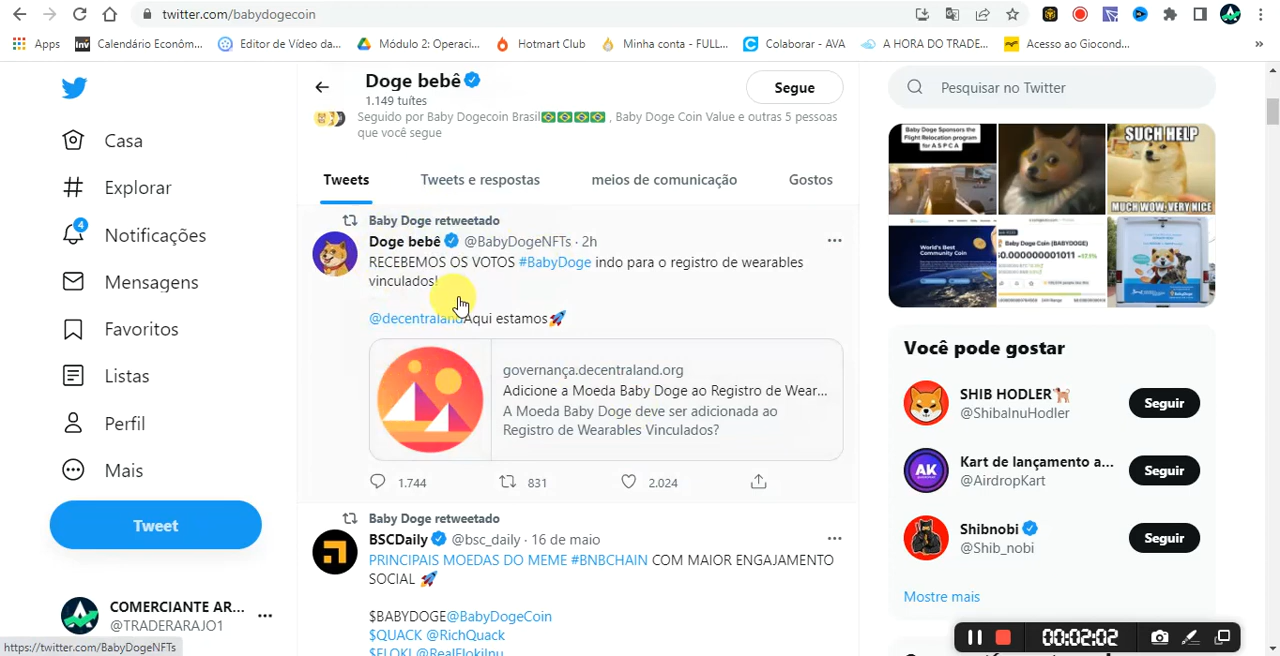 twitter.com/babydogecoin
Apps
Calendário Econôm...
Editor de Vídeo da...
Módulo 2: Operaci...
Hotmart Club
Minha conta - FULL...
Colaborar - AVA
A HORA DO TRADE...
Acesso ao Giocond...
»
Casa
Explorar
4
Notificações
Mensagens
Favoritos
Listas
Perfil
Mais
Tweet
COMERCIANTE AR...
@TRADERARAJO1
https://twitter.com/BabyDogeNFTs
Doge bebê
1.149 tuítes
Segue
Seguido por Baby Dogecoin Brasil🇧🇷🇧🇷🇧🇷🇧🇷 , Baby Doge Coin Value e outras 5 pessoas
que você segue
Tweets
Tweets e respostas
meios de comunicação
Gostos
Baby Doge retweetado
Doge bebê @BabyDogeNFTs · 2h
RECEBEMOS OS VOTOS #BabyDoge indo para o registro de wearables
vinculados!
@decentralandAqui estamos🚀
governança.decentraland.org
Adicione a Moeda Baby Doge ao Registro de Wear...
A Moeda Baby Doge deve ser adicionada ao
Registro de Wearables Vinculados?
1.744
831
2.024
Baby Doge retweetado
BSCDaily @bsc_daily · 16 de maio
PRINCIPAIS MOEDAS DO MEME #BNBCHAIN COM MAIOR ENGAJAMENTO
SOCIAL 🚀
$BABYDOGE@BabyDogeCoin
$QUACK @RichQuack
$FLOKI @RealFlokiInu
Pesquisar no Twitter
Baby Doge Sponsors the
Flight Relocation program
for ASPCA
SUCH HELP
MUCH WOW, VERY NICE
World's Best
Community Coin
Baby Doge Coin (BABYDOGE)
Você pode gostar
SHIB HODLER🐕
@ShibaInuHodler
Seguir
Kart de lançamento a...
@AirdropKart
Seguir
Shibnobi
@Shib_nobi
Seguir
Mostre mais
00:02:02